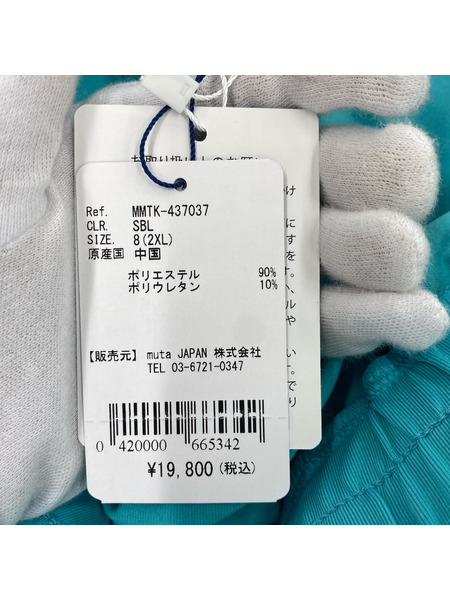 Ref. MMTK-437037
CLR. SBL
SIZE. 8(2XL)
原産国 中国
ポリエステル 90%
ポリウレタン 10%
【販売元】 muta JAPAN 株式会社
TEL 03-6721-0347
0 420000 665342
¥19,800(税込)